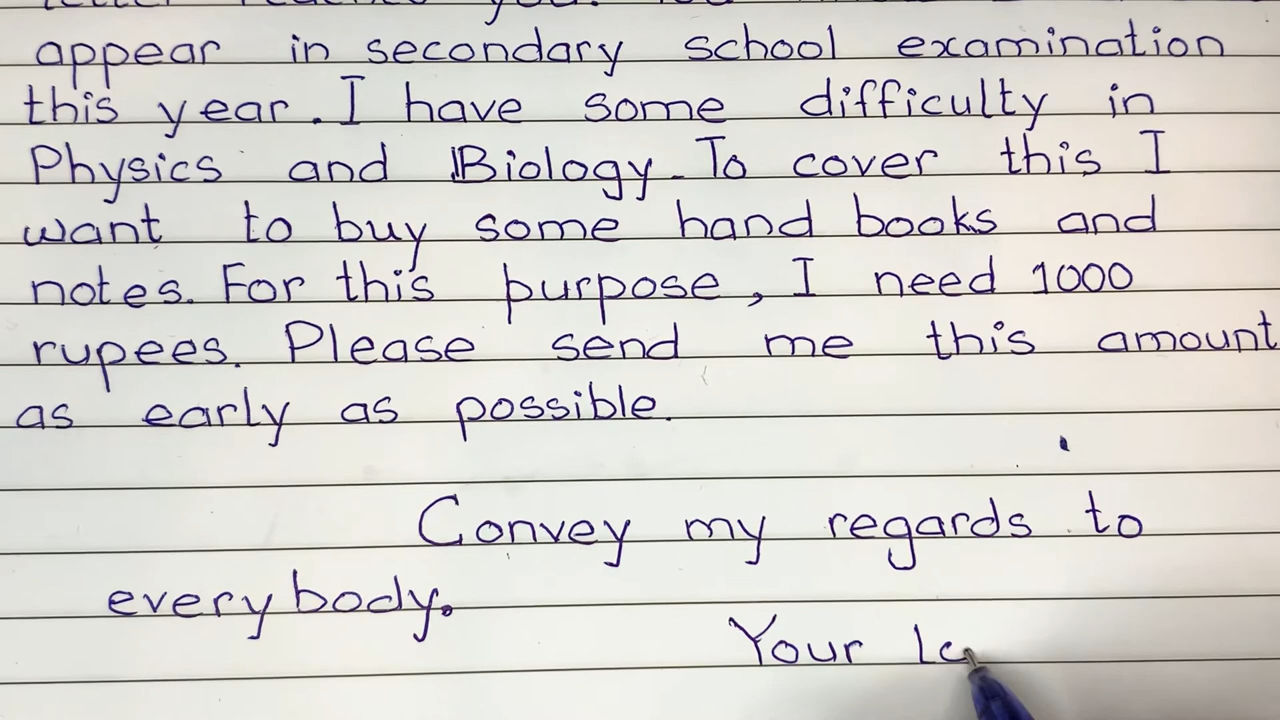 appear in secondary school examination
this year. I have some difficulty in
Physics and Biology. To cover this I
want to buy some hand books and
notes. For this purpose, I need 1000
rupees. Please send me this amount
as early as possible.
Convey my regards to
everybody.
Your